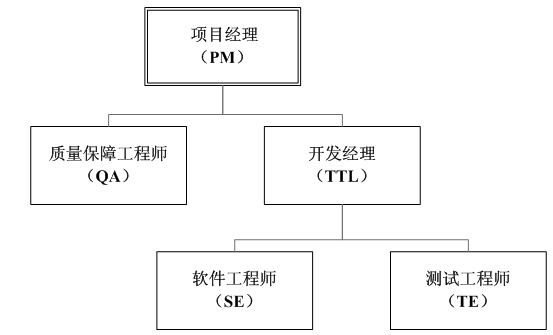 项目经理
（PM）
质量保障工程师
（QA）
开发经理
（TTL）
软件工程师
（SE）
测试工程师
（TE）